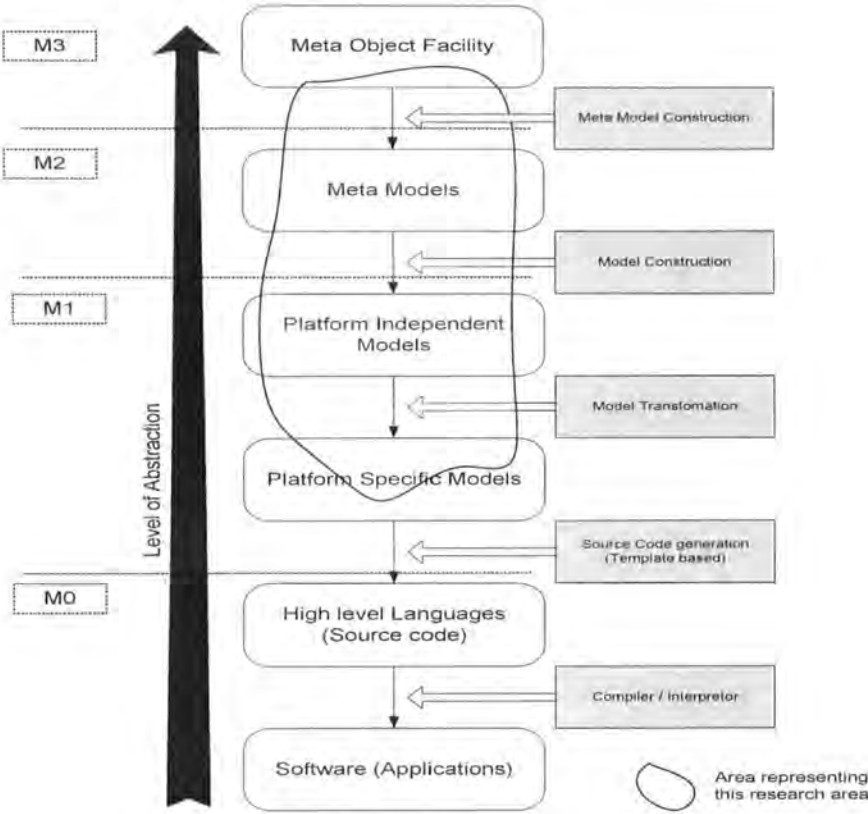 M3
Meta Object Facility
Meta Model Construction
M2
Meta Models
Model Construction
M1
Platform Independent
Models
Model Transfomation
Level of Abstraction
Platform Specific Models
Source Code generation
(Template based)
M0
High level Languages
(Source code)
Compiler / Interpretor
Software (Applications)
Area representing
this research area